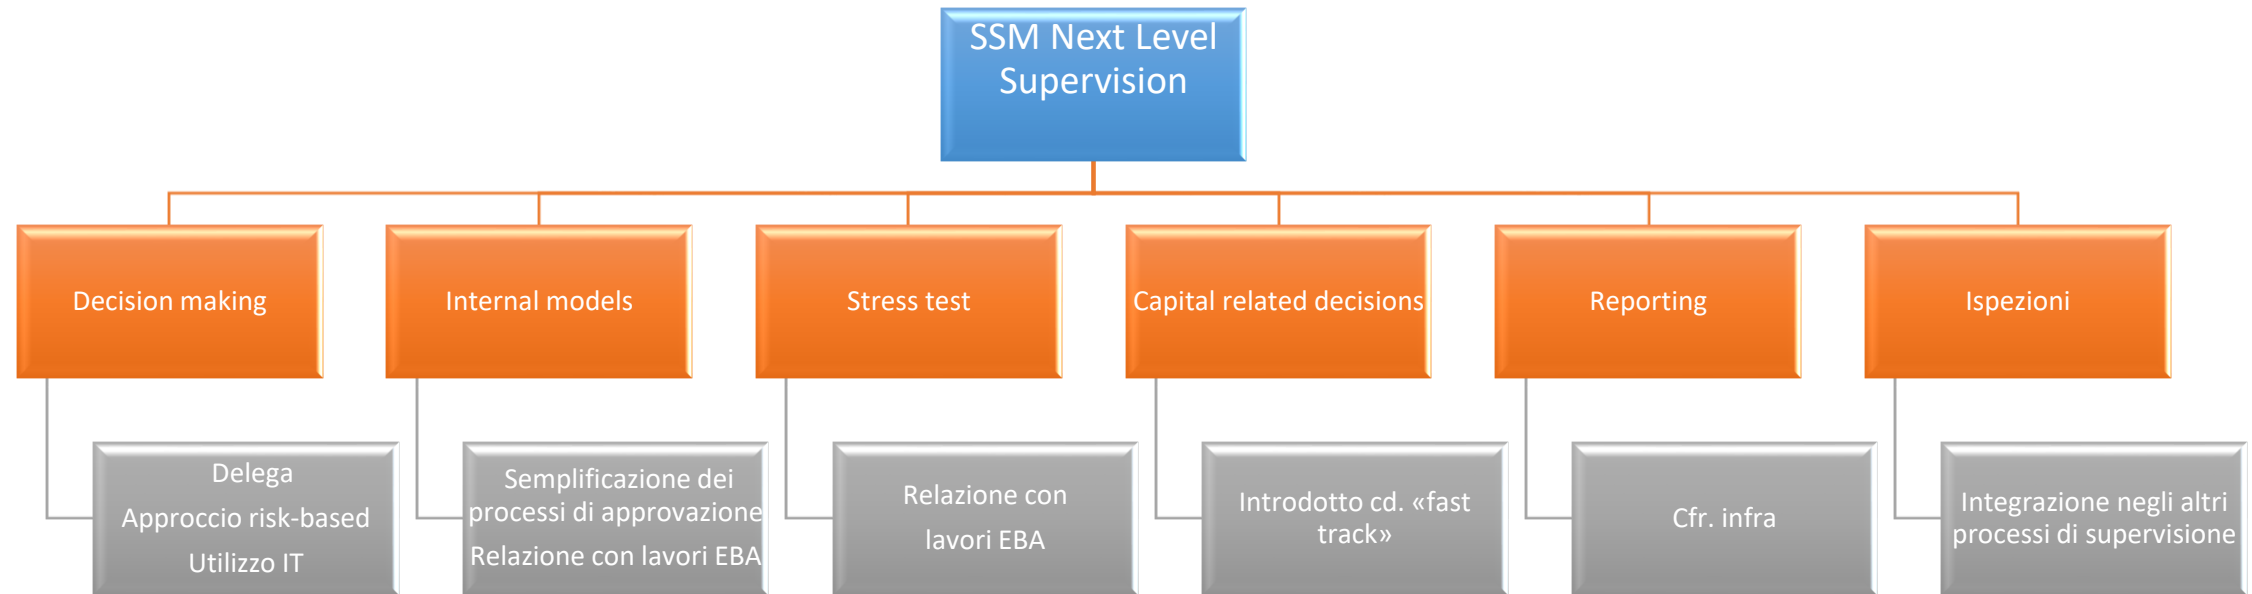 SSM Next Level
Supervision
Decision making
Internal models
Stress test
Capital related decisions
Reporting
Ispezioni
Delega
Approccio risk-based
Utilizzo IT
Semplificazione dei
processi di approvazione
Relazione con lavori EBA
Relazione con
lavori EBA
Introdotto cd. «fast
track»
Cfr. infra
Integrazione negli altri
processi di supervisione